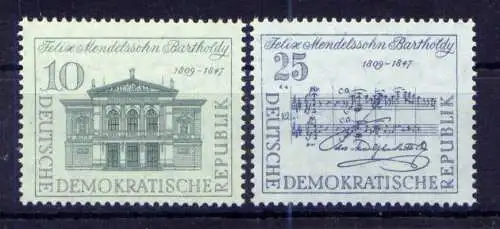 Felix Mendelssohn Bartholdy
10
1809-1847
DEUTSCHE
DEMOKRATISCHE
REPUBLIK
Felix Mendelssohn Bartholdy
25
1809-1847
DEUTSCHE
DEMOKRATISCHE
REPUBLIK